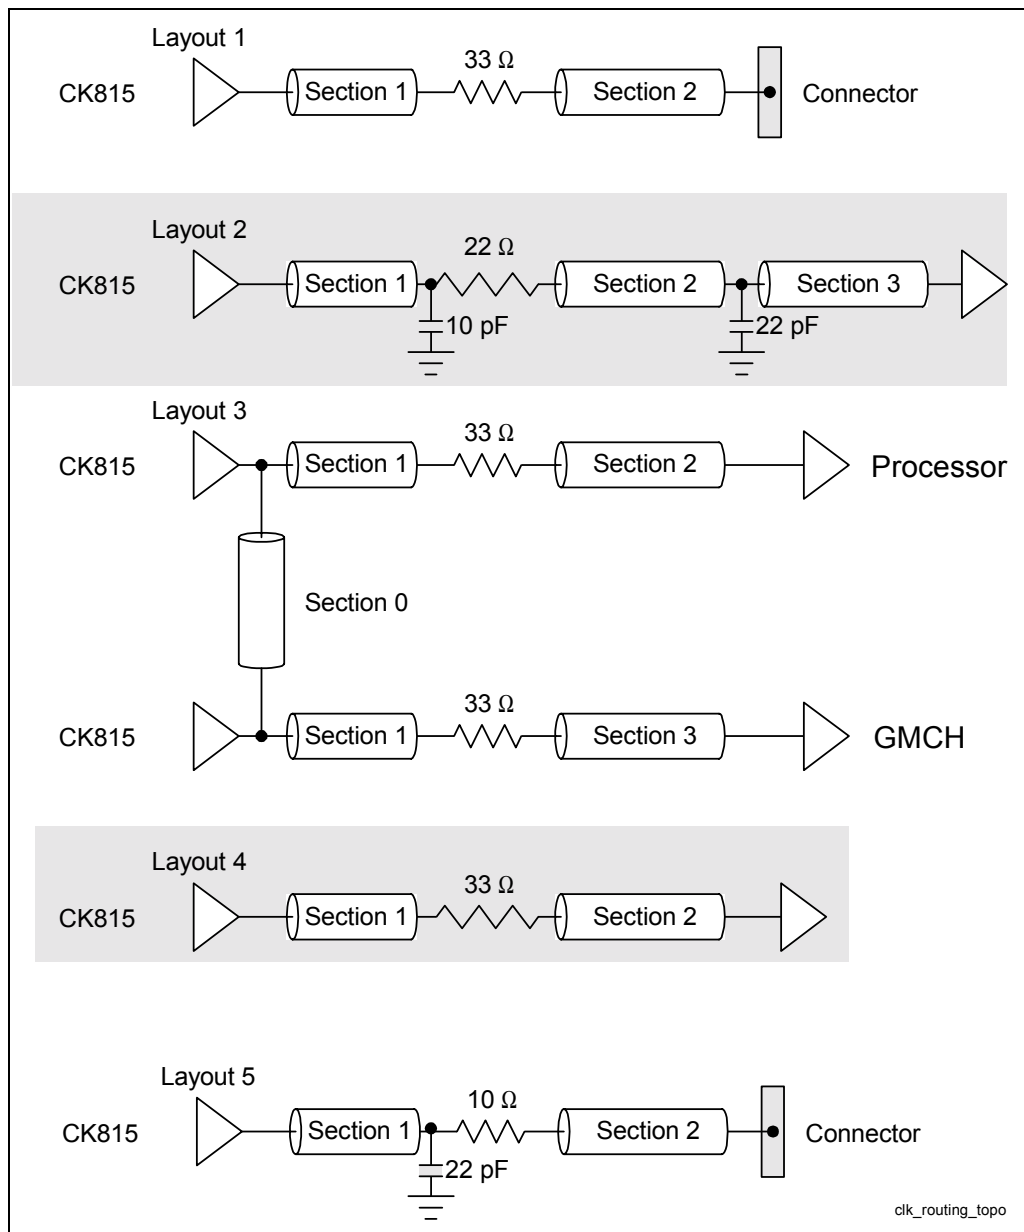 Layout 1
33 Ω
CK815
Section 1
Section 2
Connector
Layout 2
22 Ω
CK815
Section 1
Section 2
Section 3
10 pF
22 pF
Layout 3
33 Ω
CK815
Section 1
Section 2
Processor
Section 0
33 Ω
CK815
Section 1
Section 3
GMCH
Layout 4
33 Ω
CK815
Section 1
Section 2
Layout 5
10 Ω
CK815
Section 1
Section 2
Connector
22 pF
clk_routing_topo